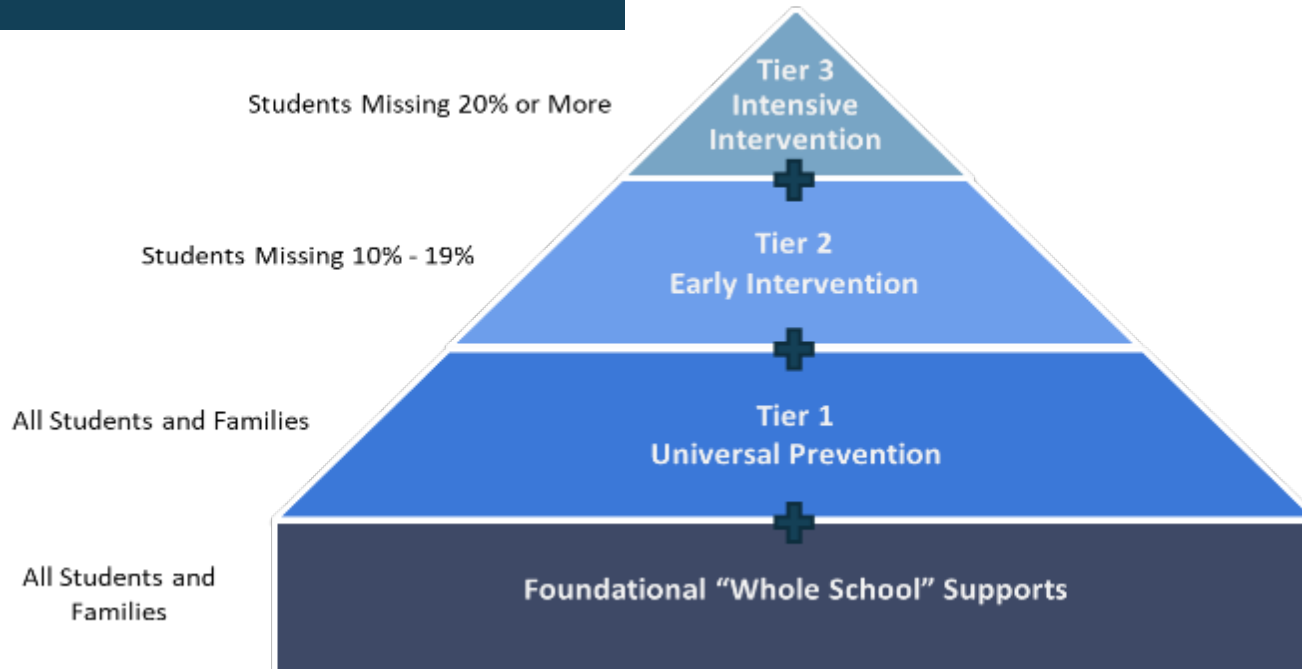 Students Missing 20% or More
Tier 3
Intensive
Intervention
Students Missing 10% - 19%
Tier 2
Early Intervention
All Students and Families
Tier 1
Universal Prevention
All Students and
Families
Foundational “Whole School” Supports